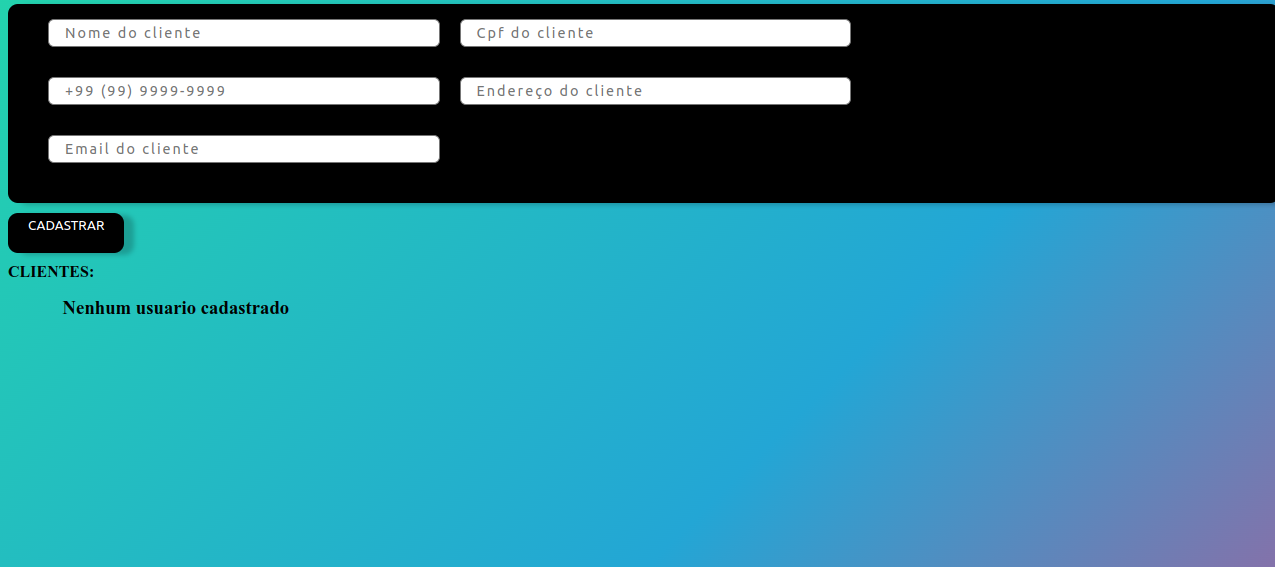 Nome do cliente Cpf do cliente
+99 (99) 9999-9999 Endereço do cliente
Email do cliente
CADASTRAR
CLIENTES:
Nenhum usuario cadastrado